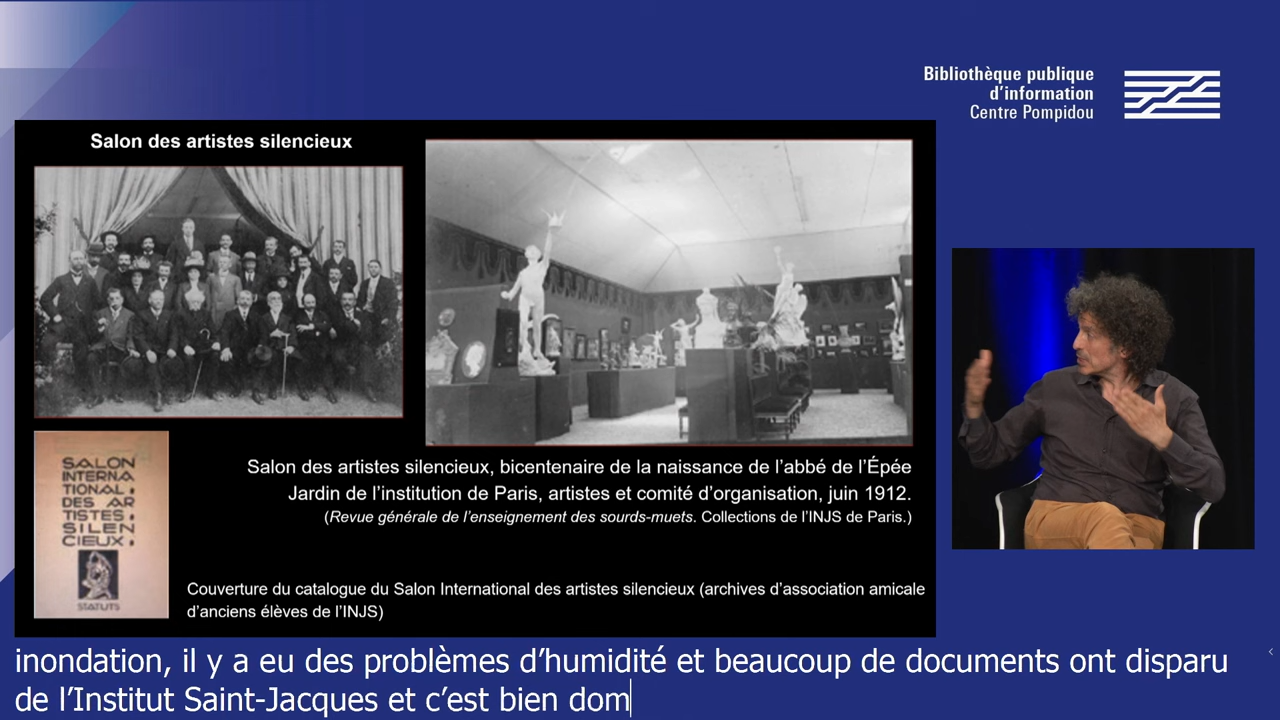 Bibliothèque publique
d’information
Centre Pompidou
Salon des artistes silencieux
SALON
INTERNA
TIONAL.
DES AR
TISTES.
SILEN
CIEUX.
STATUTS
Salon des artistes silencieux, bicentenaire de la naissance de l’abbé de l’Épée
Jardin de l’institution de Paris, artistes et comité d’organisation, juin 1912.
(Revue générale de l’enseignement des sourds-muets. Collections de l’INJS de Paris.)
Couverture du catalogue du Salon International des artistes silencieux (archives d’association amicale
d’anciens élèves de l’INJS)
inondation, il y a eu des problèmes d’humidité et beaucoup de documents ont disparu
de l’Institut Saint-Jacques et c’est bien dom